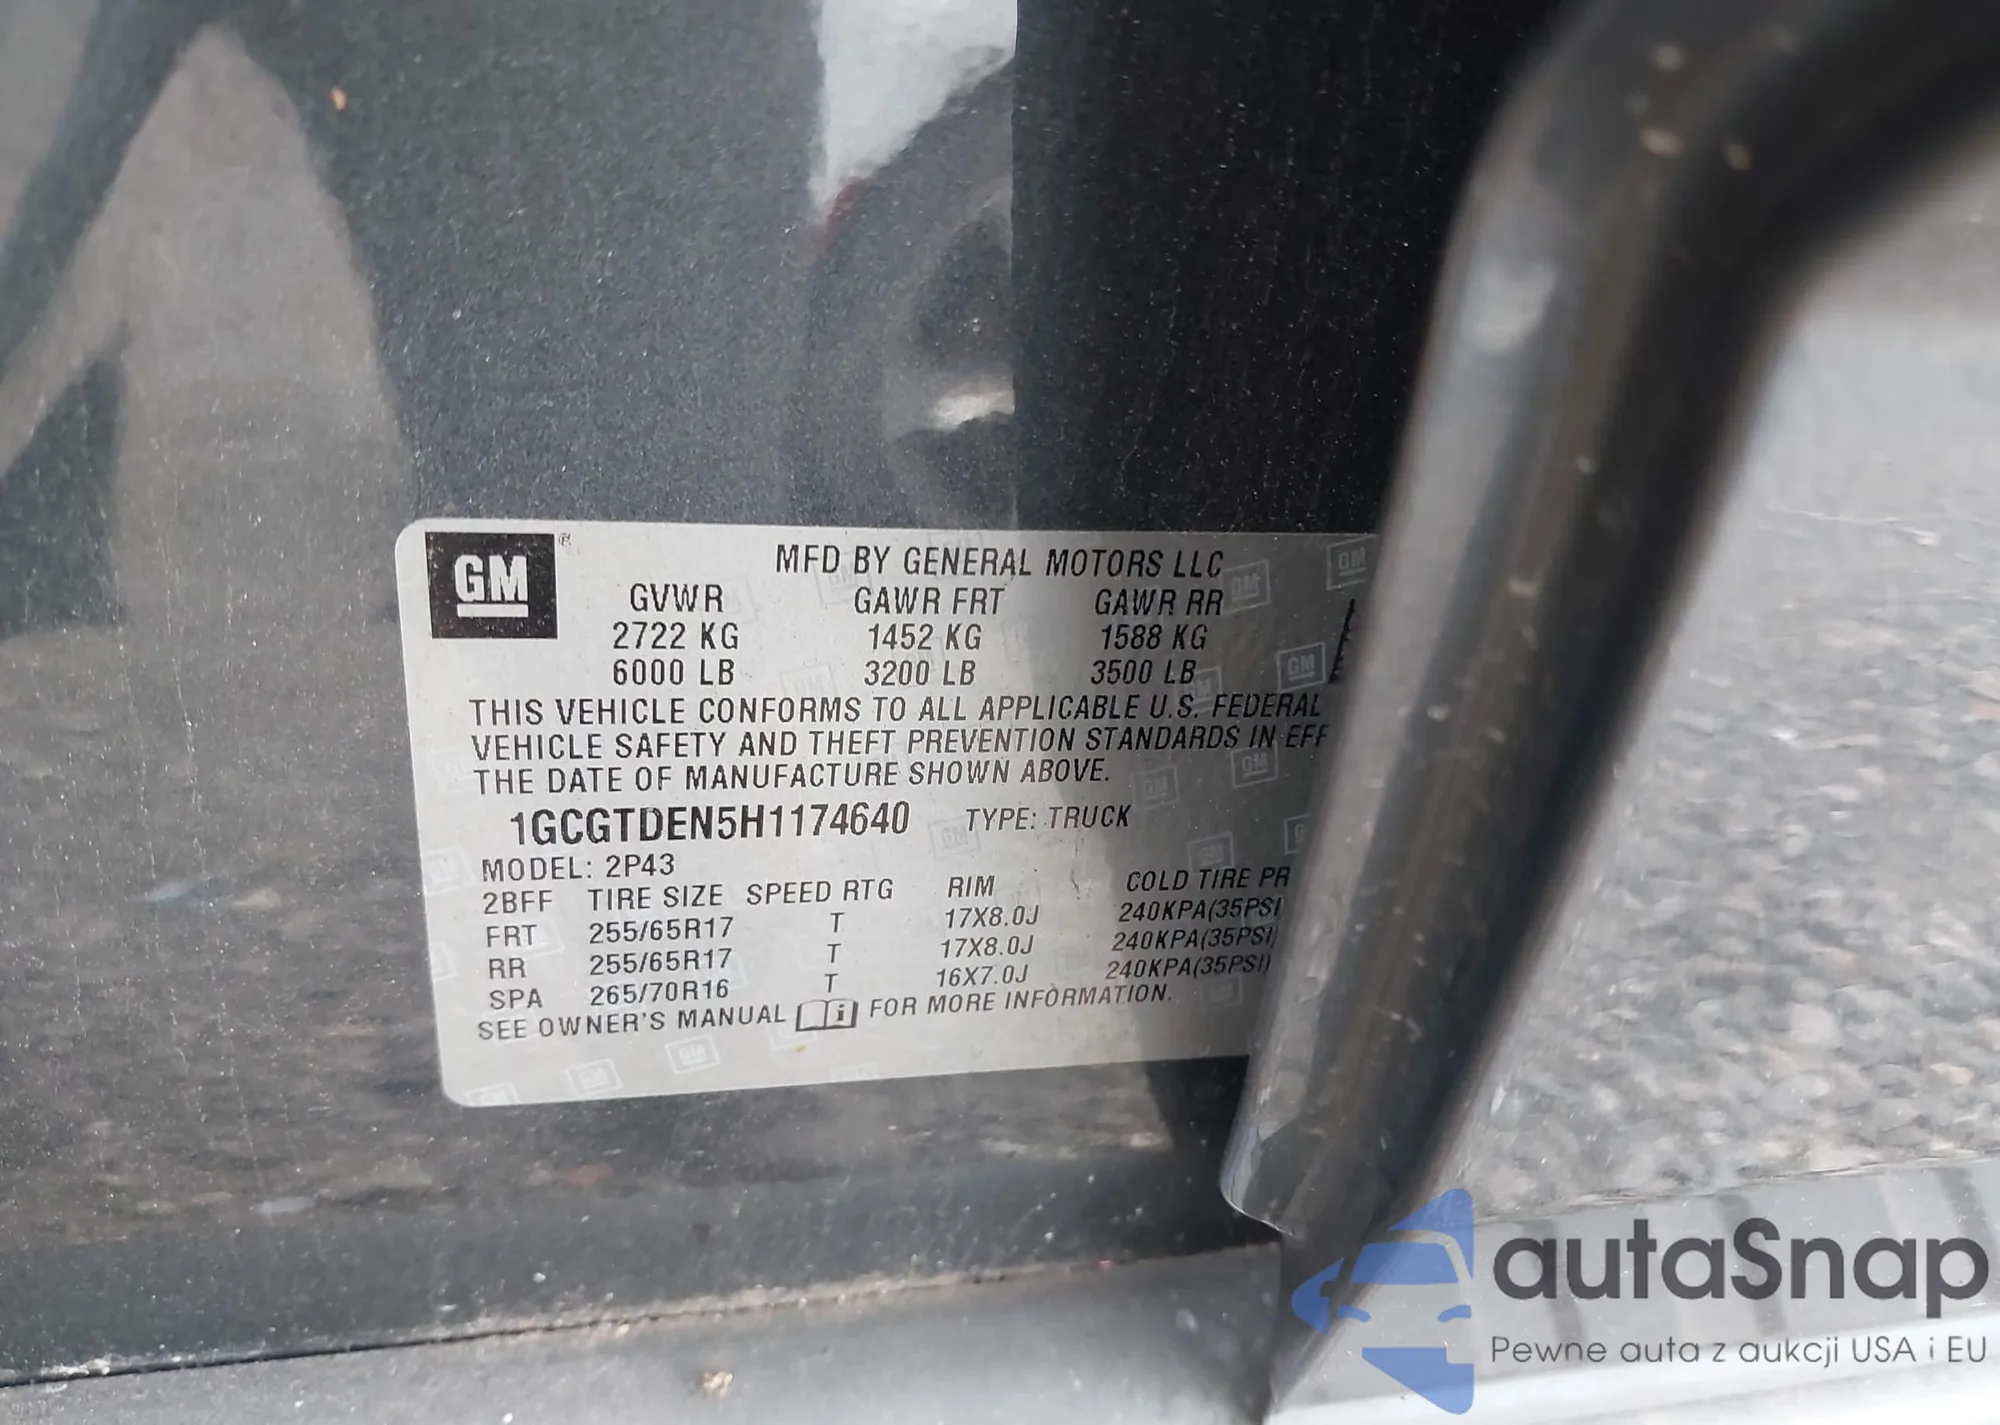 GM ®
MFD BY GENERAL MOTORS LLC
GVWR GAWR FRT GAWR RR
2722 KG 1452 KG 1588 KG
6000 LB 3200 LB 3500 LB
THIS VEHICLE CONFORMS TO ALL APPLICABLE U.S. FEDERAL
VEHICLE SAFETY AND THEFT PREVENTION STANDARDS IN EFF
THE DATE OF MANUFACTURE SHOWN ABOVE.
1GCGTDEN5H1174640 TYPE: TRUCK
MODEL: 2P43
2BFF TIRE SIZE SPEED RTG RIM COLD TIRE PR
FRT 255/65R17 T 17X8.0J 240KPA(35PSI
RR 255/65R17 T 17X8.0J 240KPA(35PSI)
SPA 265/70R16 T 16X7.0J 240KPA(35PSI)
SEE OWNER'S MANUAL i FOR MORE INFORMATION.
autaSnap
Pewne auta z aukcji USA i EU